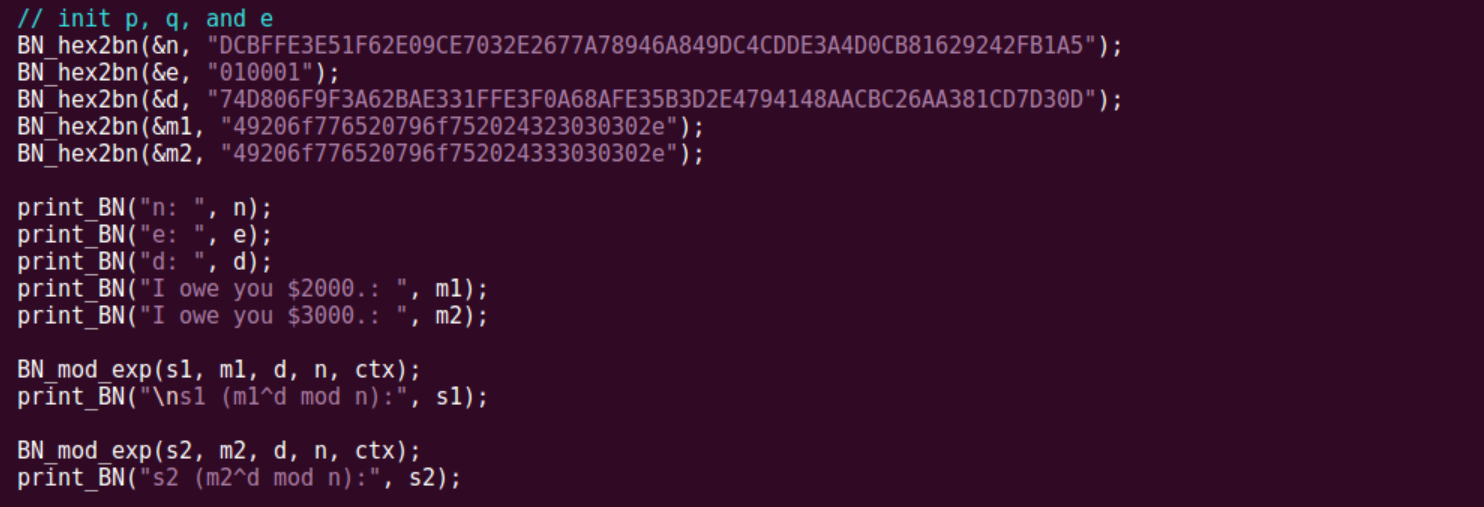 // init p, q, and e
BN_hex2bn(&n, "DCBFFE3E51F62E09CE7032E2677A78946A849DC4CDDE3A4D0CB81629242FB1A5");
BN_hex2bn(&e, "010001");
BN_hex2bn(&d, "74D806F9F3A62BAE331FFE3F0A68AFE35B3D2E4794148AACBC26AA381CD7D30D");
BN_hex2bn(&m1, "49206f776520796f752024323030302e");
BN_hex2bn(&m2, "49206f776520796f752024333030302e");
print_BN("n: ", n);
print_BN("e: ", e);
print_BN("d: ", d);
print_BN("I owe you $2000.: ", m1);
print_BN("I owe you $3000.: ", m2);
BN_mod_exp(s1, m1, d, n, ctx);
print_BN("\ns1 (m1^d mod n):", s1);
BN_mod_exp(s2, m2, d, n, ctx);
print_BN("s2 (m2^d mod n):", s2);